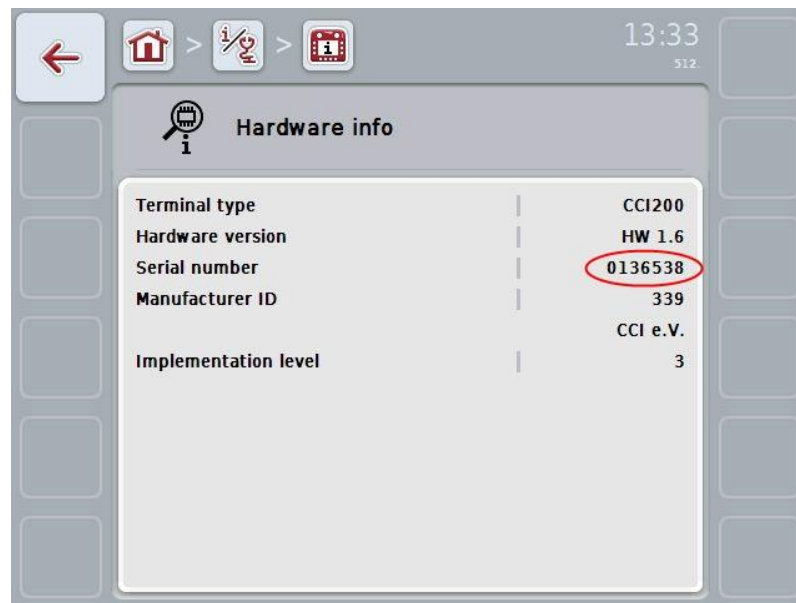 > i/ > i
13:33
512.
Hardware info
i
Terminal type | CCI200
Hardware version | HW 1.6
Serial number | 0136538
Manufacturer ID | 339
CCI e.V.
Implementation level | 3